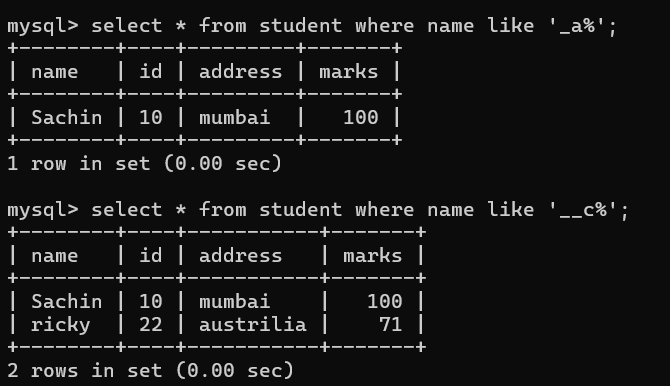 mysql> select * from student where name like '_a%';
+--------+----+---------+-------+
| name   | id | address | marks |
+--------+----+---------+-------+
| Sachin | 10 | mumbai  |   100 |
+--------+----+---------+-------+
1 row in set (0.00 sec)

mysql> select * from student where name like '__c%';
+--------+----+-----------+-------+
| name   | id | address   | marks |
+--------+----+-----------+-------+
| Sachin | 10 | mumbai    |   100 |
| ricky  | 22 | austrilia |    71 |
+--------+----+-----------+-------+
2 rows in set (0.00 sec)